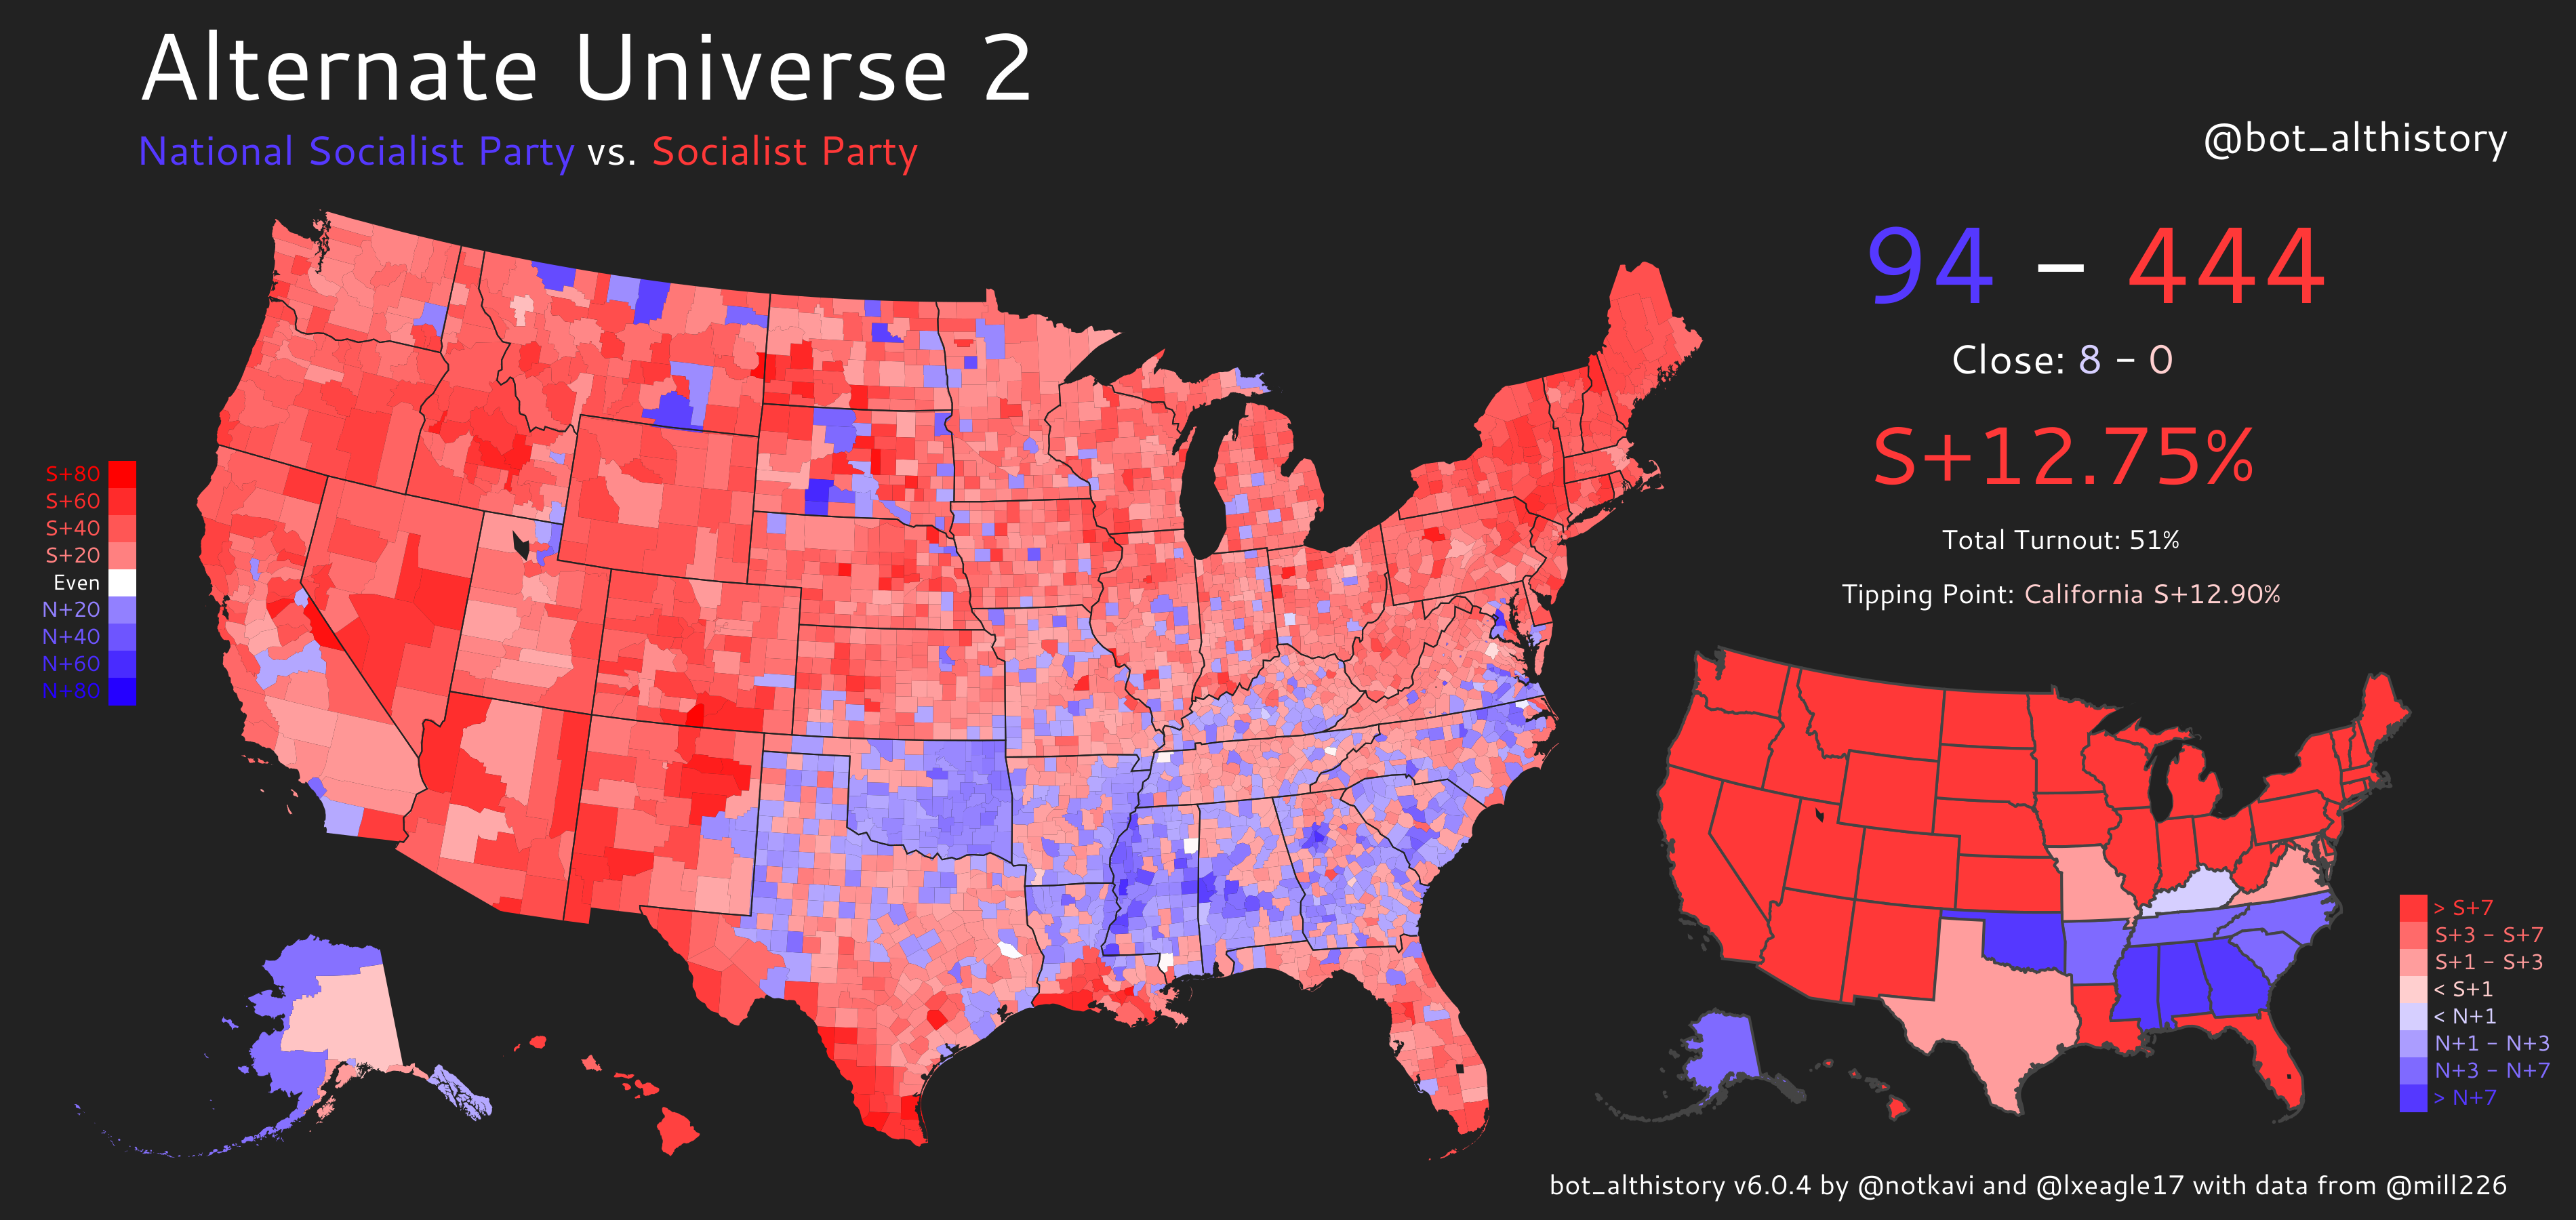 Alternate Universe 2
National Socialist Party vs. Socialist Party
@bot_althistory
94 – 444
Close: 8 – 0
S+12.75%
Total Turnout: 51%
Tipping Point: California S+12.90%
S+80
S+60
S+40
S+20
Even
N+20
N+40
N+60
N+80
> S+7
S+3 – S+7
S+1 – S+3
< S+1
< N+1
N+1 – N+3
N+3 – N+7
> N+7
bot_althistory v6.0.4 by @notkavi and @lxeagle17 with data from @mill226